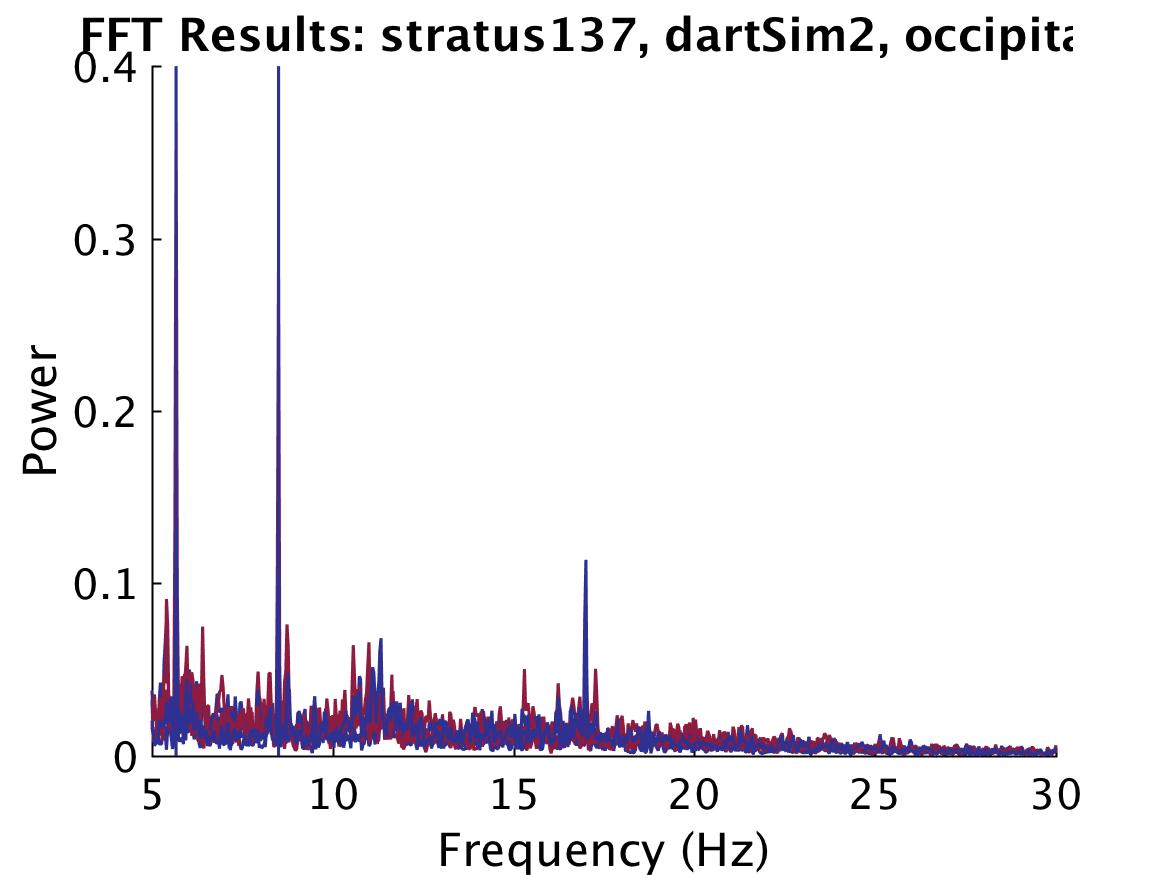 FFT Results: stratus137, dartSim2, occipita
0.4
0.3
0.2
0.1
0
Power
5 10 15 20 25 30
Frequency (Hz)